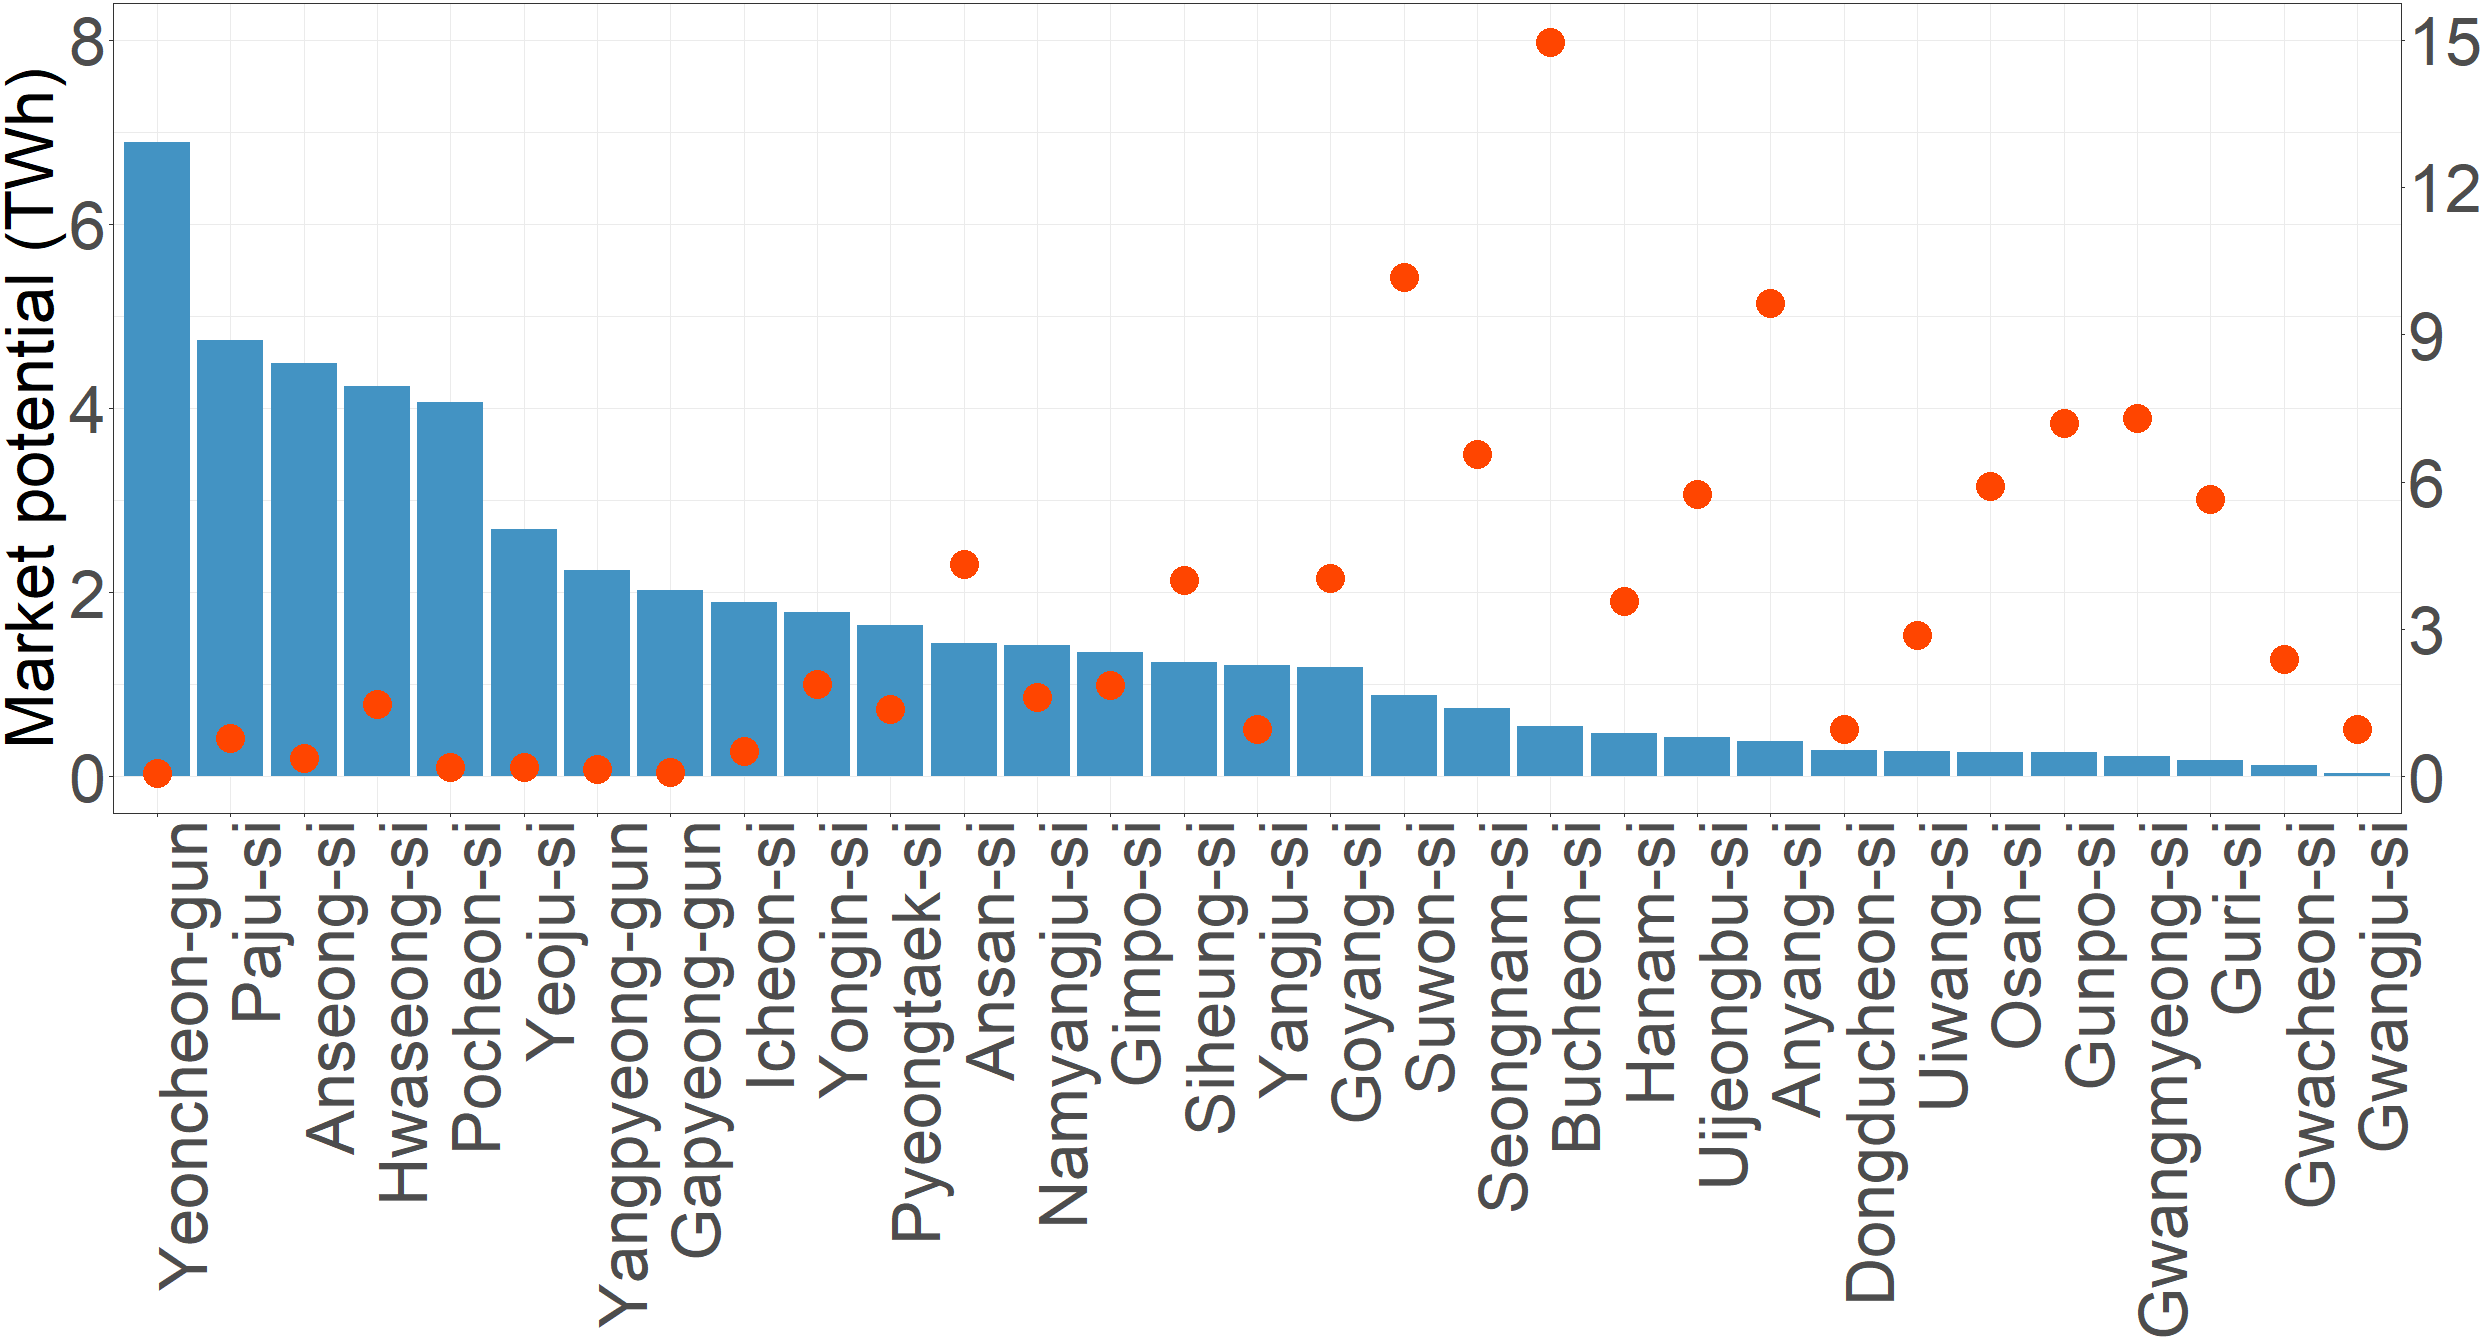 Market potential (TWh)
8
6
4
2
0
15
12
9
6
3
0
Yeoncheon-gun
Paju-si
Anseong-si
Hwaseong-si
Pocheon-si
Yeoju-si
Yangpyeong-gun
Gapyeong-gun
Icheon-si
Yongin-si
Pyeongtaek-si
Ansan-si
Namyangju-si
Gimpo-si
Siheung-si
Yangju-si
Goyang-si
Suwon-si
Seongnam-si
Bucheon-si
Hanam-si
Uijeongbu-si
Anyang-si
Dongducheon-si
Uiwang-si
Osan-si
Gunpo-si
Gwangmyeong-si
Guri-si
Gwacheon-si
Gwangju-si